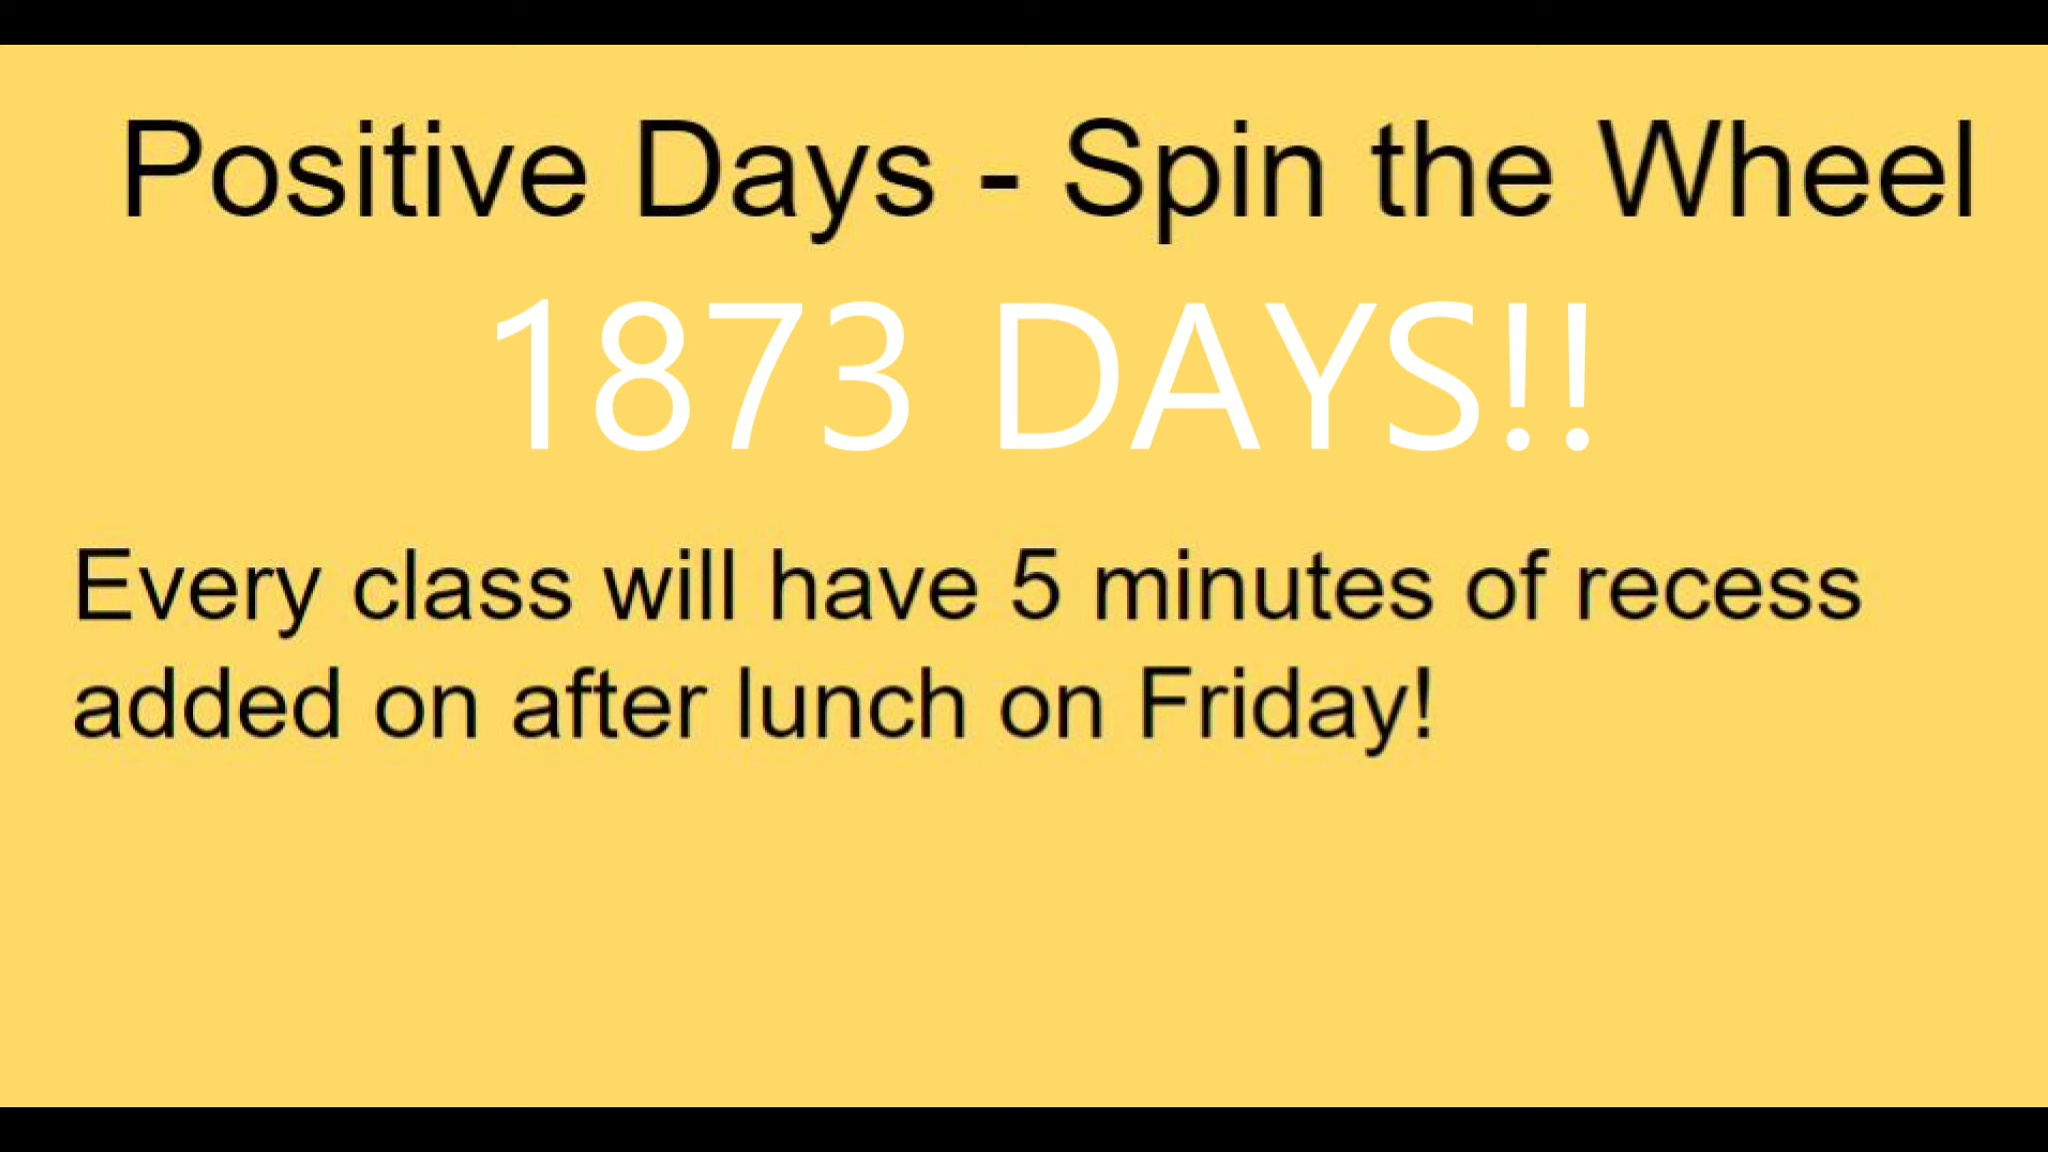 Positive Days - Spin the Wheel
1873 DAYS!!
Every class will have 5 minutes of recess
added on after lunch on Friday!